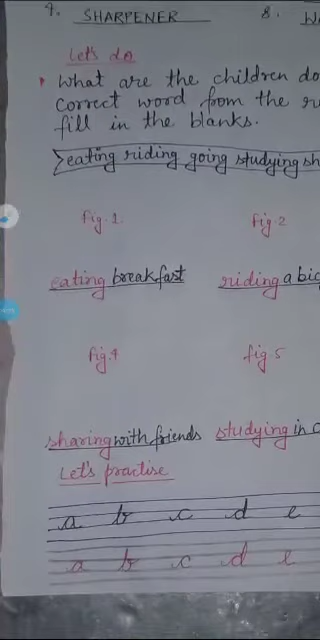 7. SHARPENER 8.
Let's do
What are the children do
correct word from the
fill in the blanks.
eating riding going studying sh
fig.1 fig.2
eating breakfast riding a bic
fig.4 fig 5
sharing with friends studying in c
Let's practise
a b c d e
a b c d e